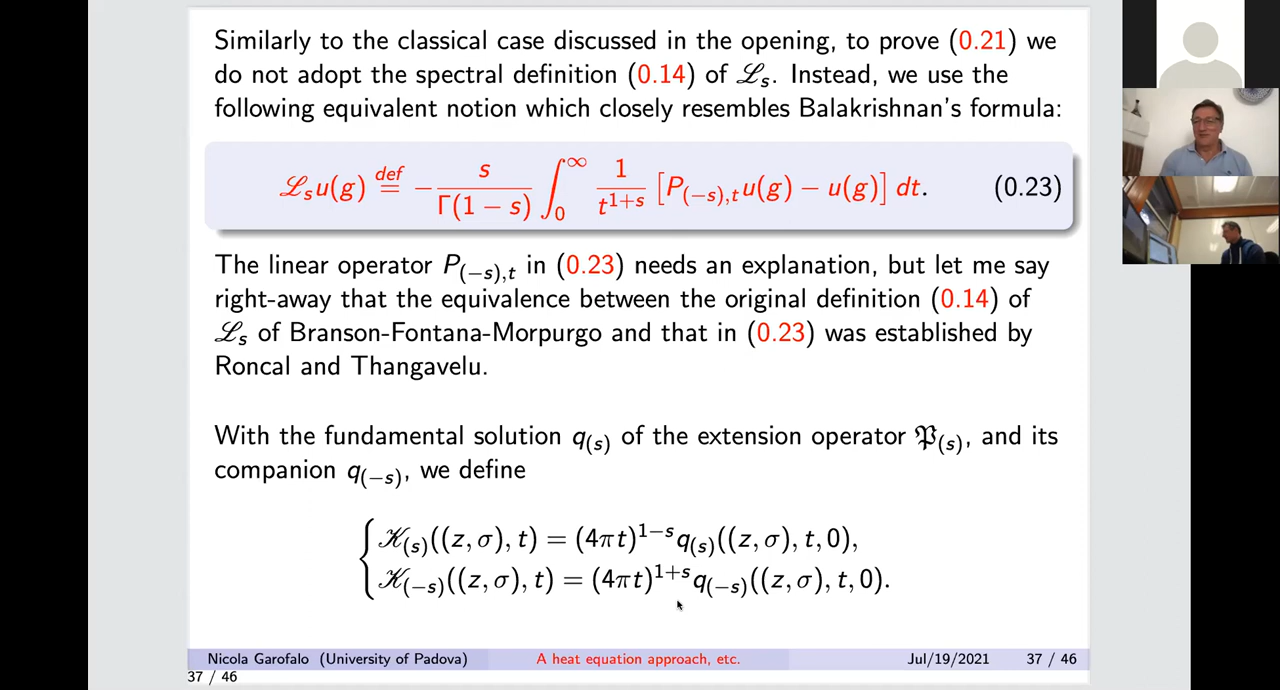 Similarly to the classical case discussed in the opening, to prove (0.21) we
do not adopt the spectral definition (0.14) of ℒₛ. Instead, we use the
following equivalent notion which closely resembles Balakrishnan's formula:
ℒₛu(g) def= − s/Γ(1 − s) ∫₀^∞ 1/t^{1+s} [P_{(−s),t}u(g) − u(g)] dt. (0.23)
The linear operator P_{(−s),t} in (0.23) needs an explanation, but let me say
right-away that the equivalence between the original definition (0.14) of
ℒₛ of Branson-Fontana-Morpurgo and that in (0.23) was established by
Roncal and Thangavelu.
With the fundamental solution q_{(s)} of the extension operator 𝔓_{(s)}, and its
companion q_{(−s)}, we define
𝒦_{(s)}((z, σ), t) = (4πt)^{1−s}q_{(s)}((z, σ), t, 0),
𝒦_{(−s)}((z, σ), t) = (4πt)^{1+s}q_{(−s)}((z, σ), t, 0).
Nicola Garofalo (University of Padova) A heat equation approach, etc. Jul/19/2021 37 / 46
37 / 46